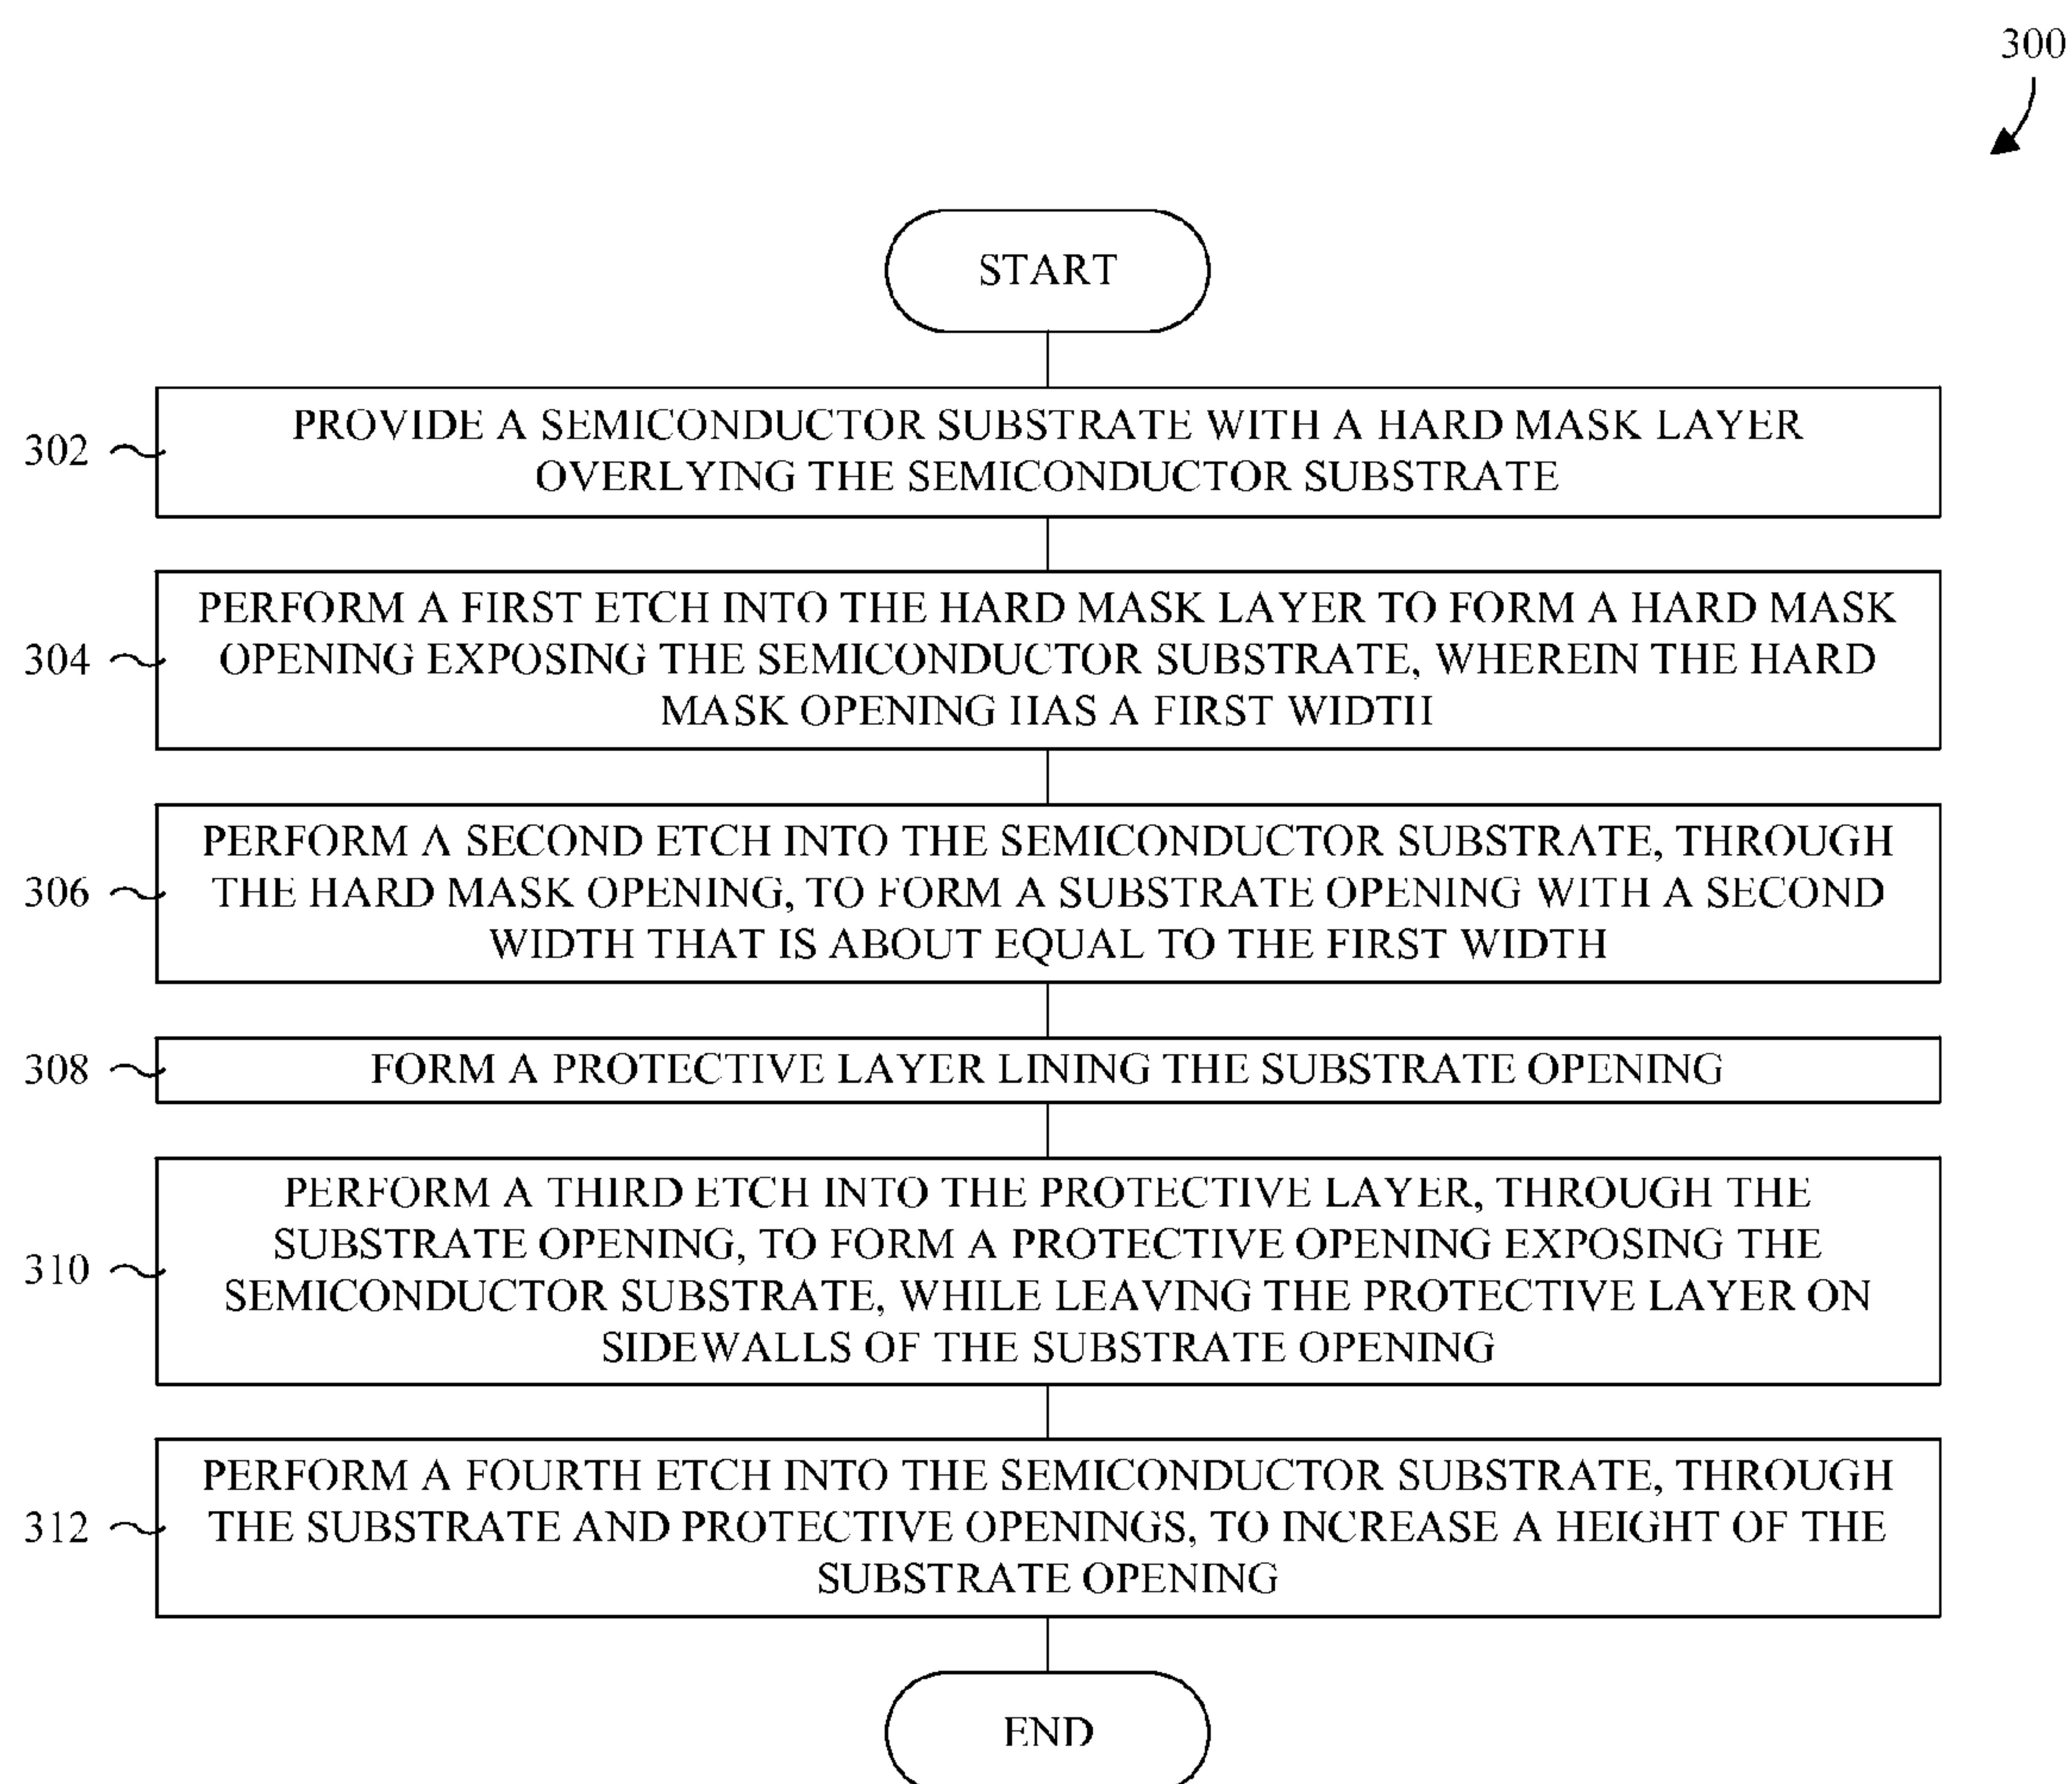 300
START
302
PROVIDE A SEMICONDUCTOR SUBSTRATE WITH A HARD MASK LAYER
OVERLYING THE SEMICONDUCTOR SUBSTRATE
304
PERFORM A FIRST ETCH INTO THE HARD MASK LAYER TO FORM A HARD MASK
OPENING EXPOSING THE SEMICONDUCTOR SUBSTRATE, WHEREIN THE HARD
MASK OPENING HAS A FIRST WIDTH
306
PERFORM A SECOND ETCH INTO THE SEMICONDUCTOR SUBSTRATE, THROUGH
THE HARD MASK OPENING, TO FORM A SUBSTRATE OPENING WITH A SECOND
WIDTH THAT IS ABOUT EQUAL TO THE FIRST WIDTH
308
FORM A PROTECTIVE LAYER LINING THE SUBSTRATE OPENING
310
PERFORM A THIRD ETCH INTO THE PROTECTIVE LAYER, THROUGH THE
SUBSTRATE OPENING, TO FORM A PROTECTIVE OPENING EXPOSING THE
SEMICONDUCTOR SUBSTRATE, WHILE LEAVING THE PROTECTIVE LAYER ON
SIDEWALLS OF THE SUBSTRATE OPENING
312
PERFORM A FOURTH ETCH INTO THE SEMICONDUCTOR SUBSTRATE, THROUGH
THE SUBSTRATE AND PROTECTIVE OPENINGS, TO INCREASE A HEIGHT OF THE
SUBSTRATE OPENING
END